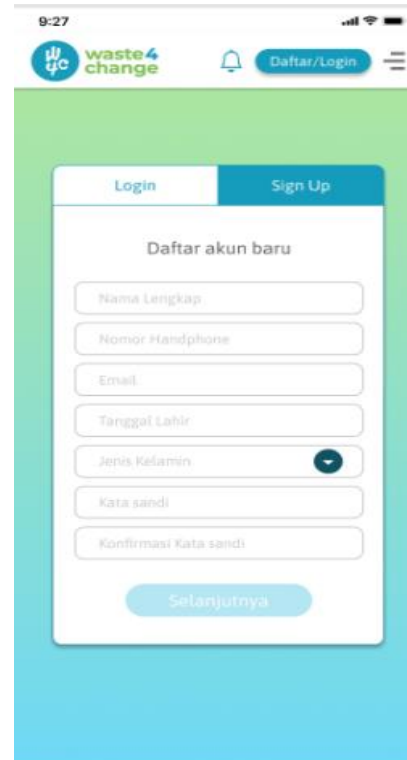 9:27
waste4
change
Daftar/Login
Login
Sign Up
Daftar akun baru
Nama Lengkap
Nomor Handphone
Email
Tanggal Lahir
Jenis Kelamin
Kata sandi
Konfirmasi Kata sandi
Selanjutnya